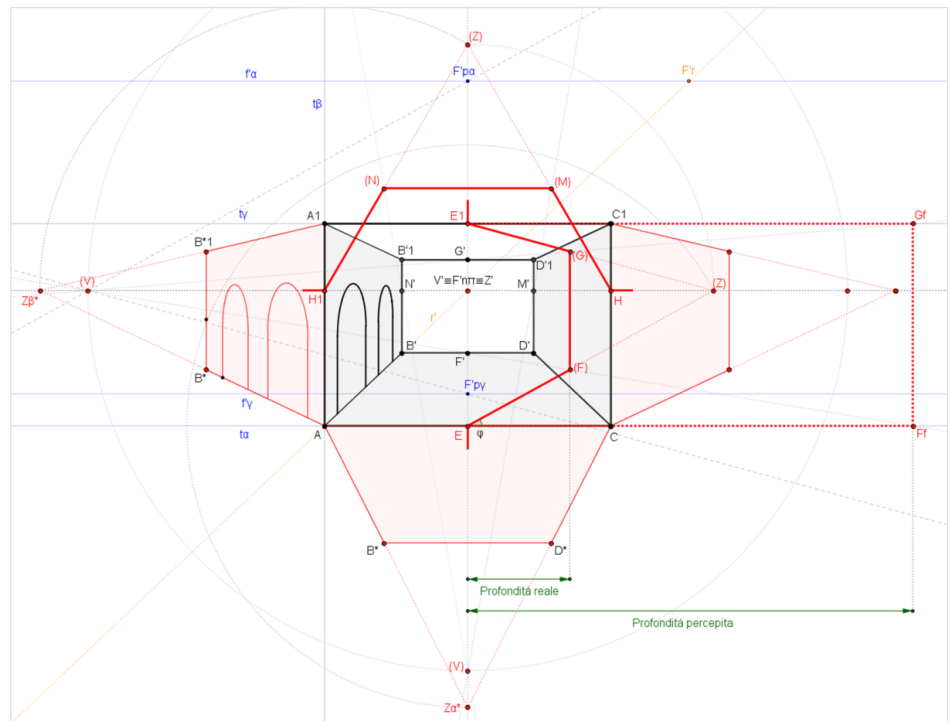 (Z)
f'α
F'pα
F'r
tβ
(N)
(M)
tγ
A1
E1
C1
Gf
B*1
B'1
G'
D'1
(G)
Zβ*
(V)
H1
N'
V'≡F'nπ≡Z'
M'
H
(Z)
r'
B*
B'
F'
D'
(F)
f'γ
F'pγ
tα
A
E
φ
C
Ff
B*
D*
Profondità reale
Profondità percepita
(V)
Zα*